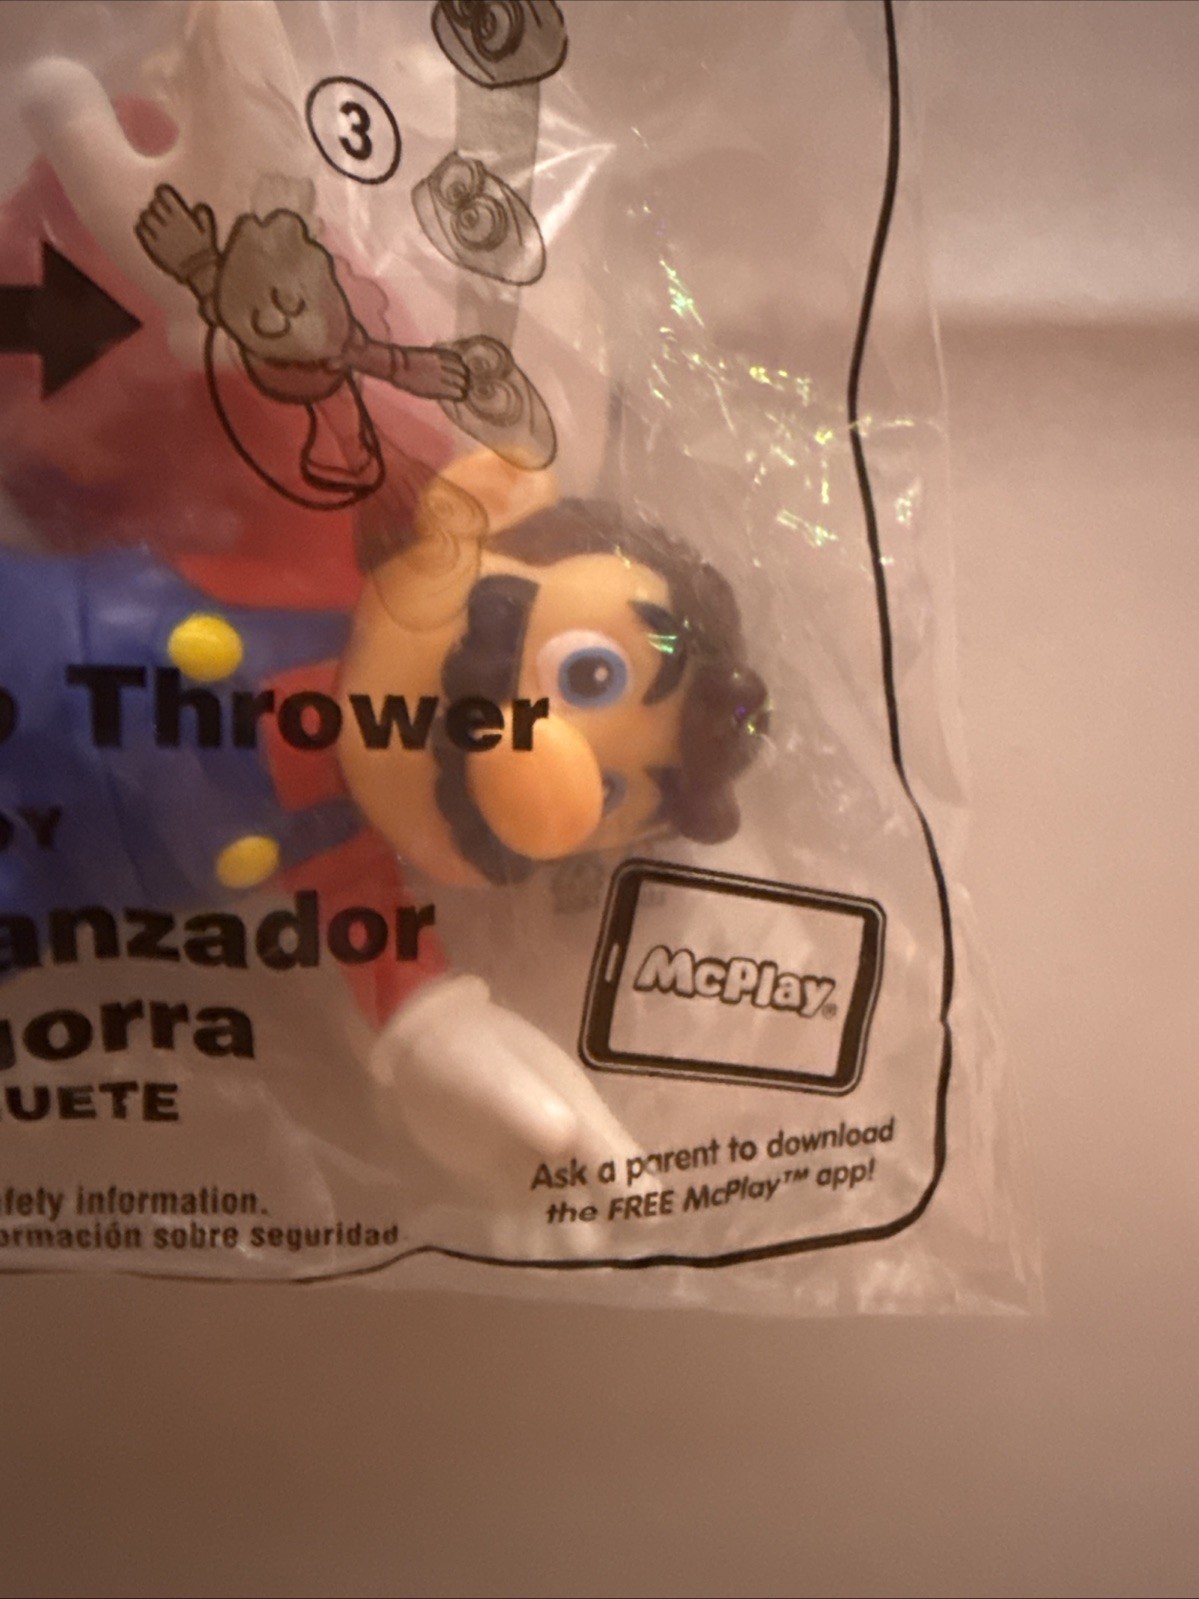 3
Thrower
anzador
gorra
UETE
McPlay®
Ask a parent to download
the FREE McPlay™ app!
fety information.
ormación sobre seguridad